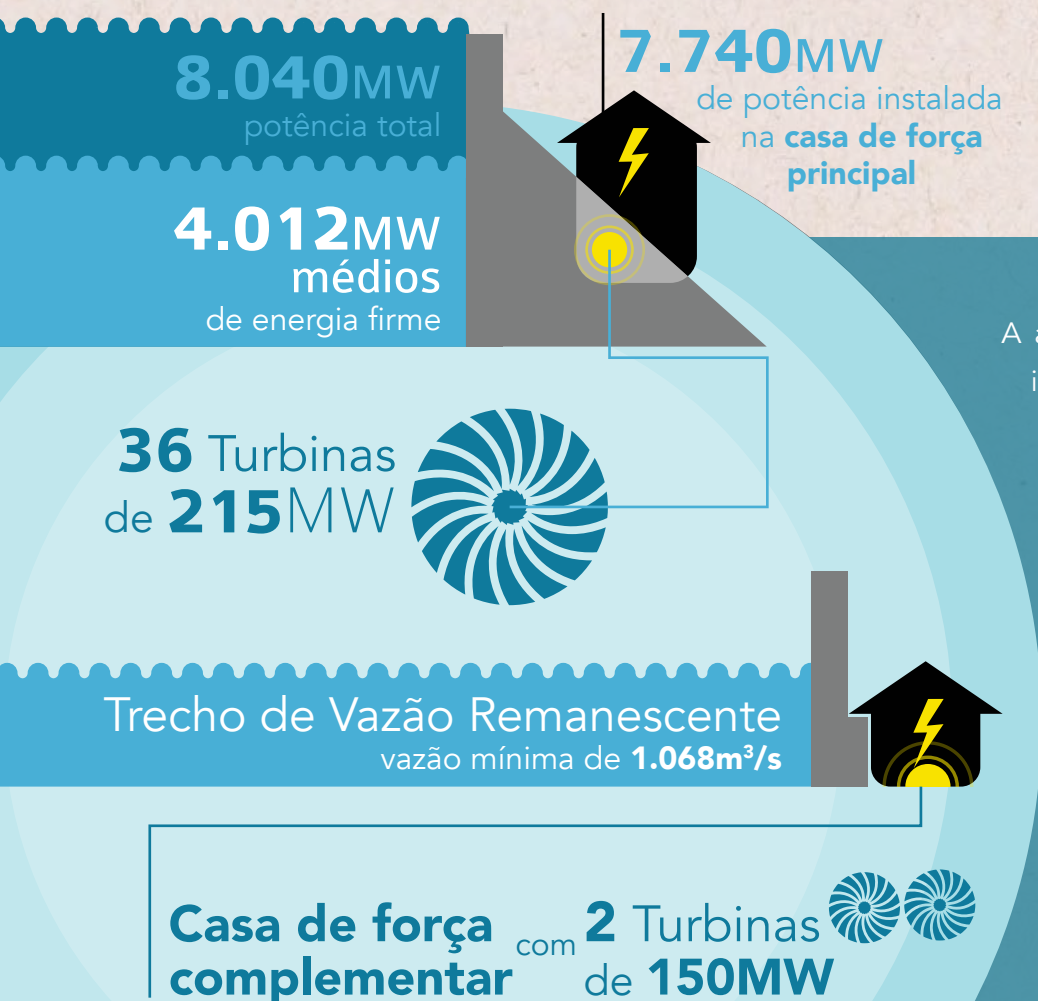 8.040MW
potência total
7.740MW
de potência instalada
na casa de força
principal
4.012MW
médios
de energia firme
A
36 Turbinas
de 215MW
Trecho de Vazão Remanescente
vazão mínima de 1.068m³/s
Casa de força
complementar
com
2 Turbinas
de 150MW